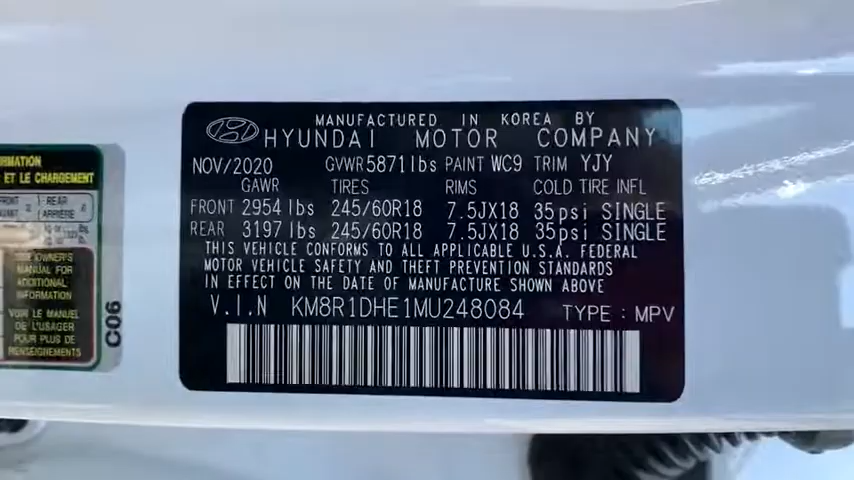 MANUFACTURED IN KOREA BY
HYUNDAI MOTOR COMPANY
NOV/2020 GVWR5871lbs PAINT WC9 TRIM YJY
GAWR TIRES RIMS COLD TIRE INFL
FRONT 2954 lbs 245/60R18 7.5JX18 35psi SINGLE
REAR 3197 lbs 245/60R18 7.5JX18 35psi SINGLE
THIS VEHICLE CONFORMS TO ALL APPLICABLE U.S.A. FEDERAL
MOTOR VEHICLE SAFETY AND THEFT PREVENTION STANDARDS
IN EFFECT ON THE DATE OF MANUFACTURE SHOWN ABOVE
V.I.N KM8R1DHE1MU248084 TYPE : MPV
ET LE CHARGEMENT
REAR
ARRIÈRE
OWNER'S
MANUAL FOR
ADDITIONAL
INFORMATION
VOIR LE MANUEL
DE L'USAGER
POUR PLUS DE
RENSEIGNEMENTS
C06